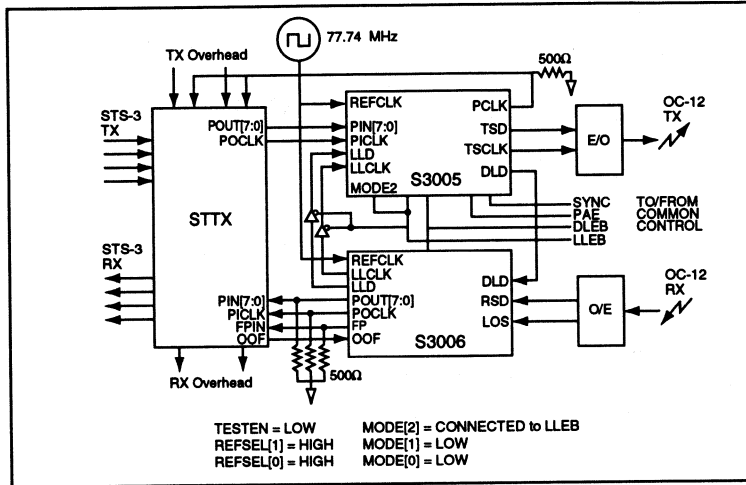 77.74 MHz
TX Overhead
500Ω
STS-3
TX
POUT[7:0]
POCLK
STTX
REFCLK
PIN[7:0]
PICLK
LLD
LLCLK
MODE2
PCLK
TSD
TSCLK
DLD
S3005
E/O
OC-12
TX
SYNC
PAE
DLEB
LLEB
TO/FROM
COMMON
CONTROL
STS-3
RX
PIN[7:0]
PICLK
FPIN
OOF
REFCLK
LLCLK
LLD
POUT[7:0]
POCLK
FP
OOF
DLD
RSD
LOS
S3006
O/E
OC-12
RX
500Ω
RX Overhead
TESTEN = LOW
REFSEL[1] = HIGH
REFSEL[0] = HIGH
MODE[2] = CONNECTED to LLEB
MODE[1] = LOW
MODE[0] = LOW